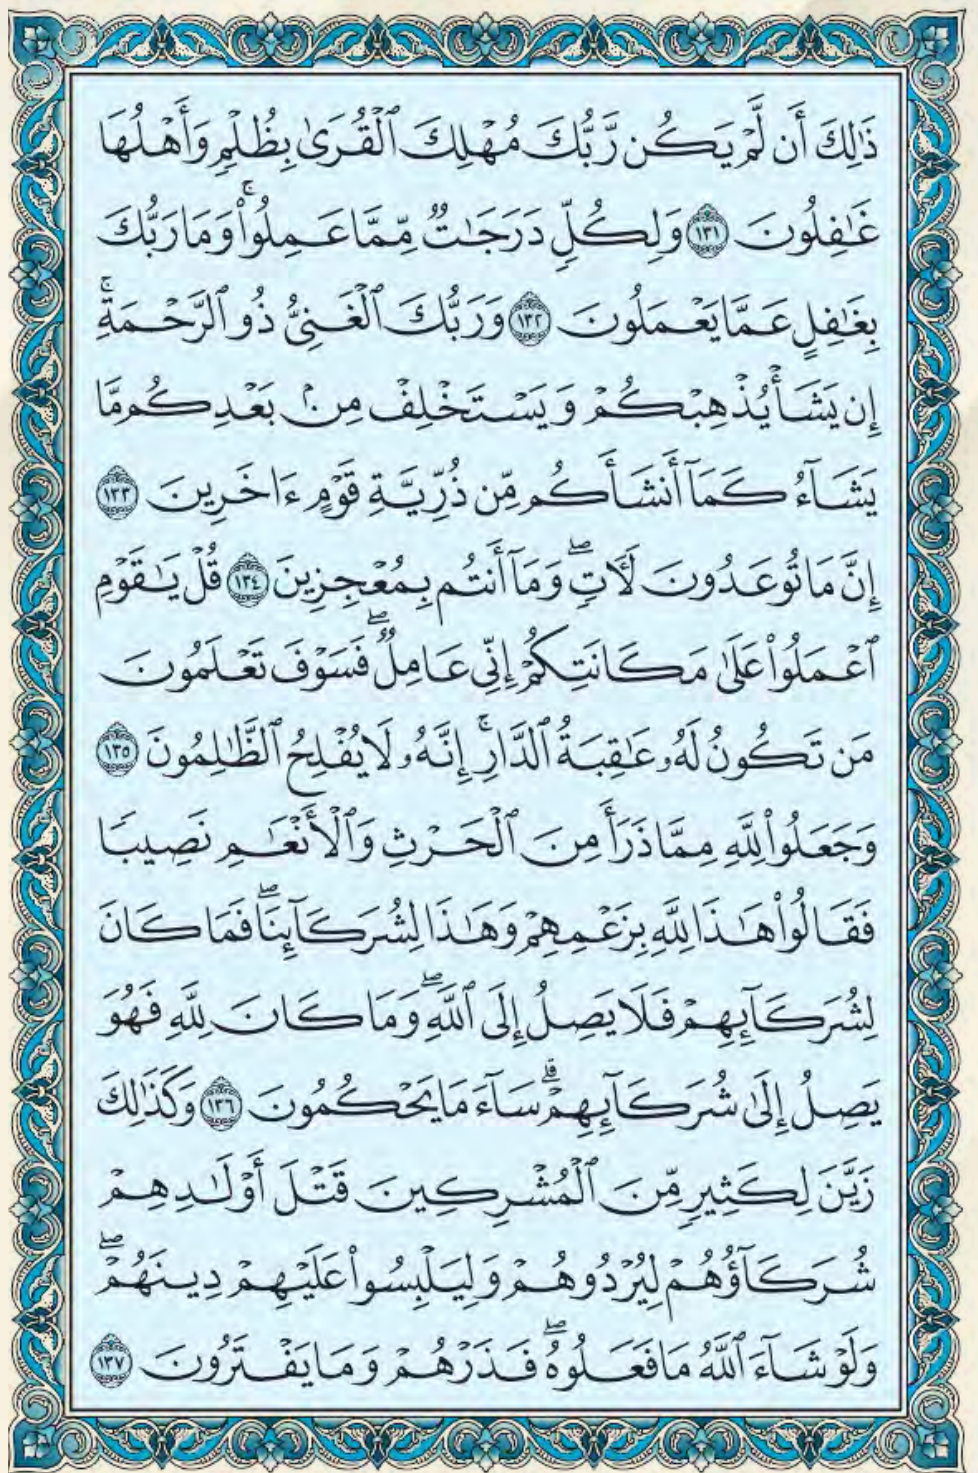 ذَٰلِكَ أَن لَّمْ يَكُن رَّبُّكَ مُهْلِكَ ٱلْقُرَىٰ بِظُلْمٍۢ وَأَهْلُهَا
غَٰفِلُونَ ١٣١ وَلِكُلٍّۢ دَرَجَٰتٌۭ مِّمَّا عَمِلُوا۟ ۚ وَمَا رَبُّكَ
بِغَٰفِلٍ عَمَّا يَعْمَلُونَ ١٣٢ وَرَبُّكَ ٱلْغَنِىُّ ذُو ٱلرَّحْمَةِ ۚ
إِن يَشَأْ يُذْهِبْكُمْ وَيَسْتَخْلِفْ مِنۢ بَعْدِكُم مَّا
يَشَآءُ كَمَآ أَنشَأَكُم مِّن ذُرِّيَّةِ قَوْمٍ ءَاخَرِينَ ١٣٣
إِنَّ مَا تُوعَدُونَ لَءَاتٍۢ ۖ وَمَآ أَنتُم بِمُعْجِزِينَ ١٣٤ قُلْ يَٰقَوْمِ
ٱعْمَلُوا۟ عَلَىٰ مَكَانَتِكُمْ إِنِّى عَامِلٌۭ ۖ فَسَوْفَ تَعْلَمُونَ
مَن تَكُونُ لَهُۥ عَٰقِبَةُ ٱلدَّارِ ۚ إِنَّهُۥ لَا يُفْلِحُ ٱلظَّٰلِمُونَ ١٣٥
وَجَعَلُوا۟ لِلَّهِ مِمَّا ذَرَأَ مِنَ ٱلْحَرْثِ وَٱلْأَنْعَٰمِ نَصِيبًۭا
فَقَالُوا۟ هَٰذَا لِلَّهِ بِزَعْمِهِمْ وَهَٰذَا لِشُرَكَآئِنَا ۖ فَمَا كَانَ
لِشُرَكَآئِهِمْ فَلَا يَصِلُ إِلَى ٱللَّهِ ۖ وَمَا كَانَ لِلَّهِ فَهُوَ
يَصِلُ إِلَىٰ شُرَكَآئِهِمْ ۗ سَآءَ مَا يَحْكُمُونَ ١٣٦ وَكَذَٰلِكَ
زَيَّنَ لِكَثِيرٍۢ مِّنَ ٱلْمُشْرِكِينَ قَتْلَ أَوْلَٰدِهِمْ
شُرَكَآؤُهُمْ لِيُرْدُوهُمْ وَلِيَلْبِسُوا۟ عَلَيْهِمْ دِينَهُمْ ۖ
وَلَوْ شَآءَ ٱللَّهُ مَا فَعَلُوهُ ۖ فَذَرْهُمْ وَمَا يَفْتَرُونَ ١٣٧